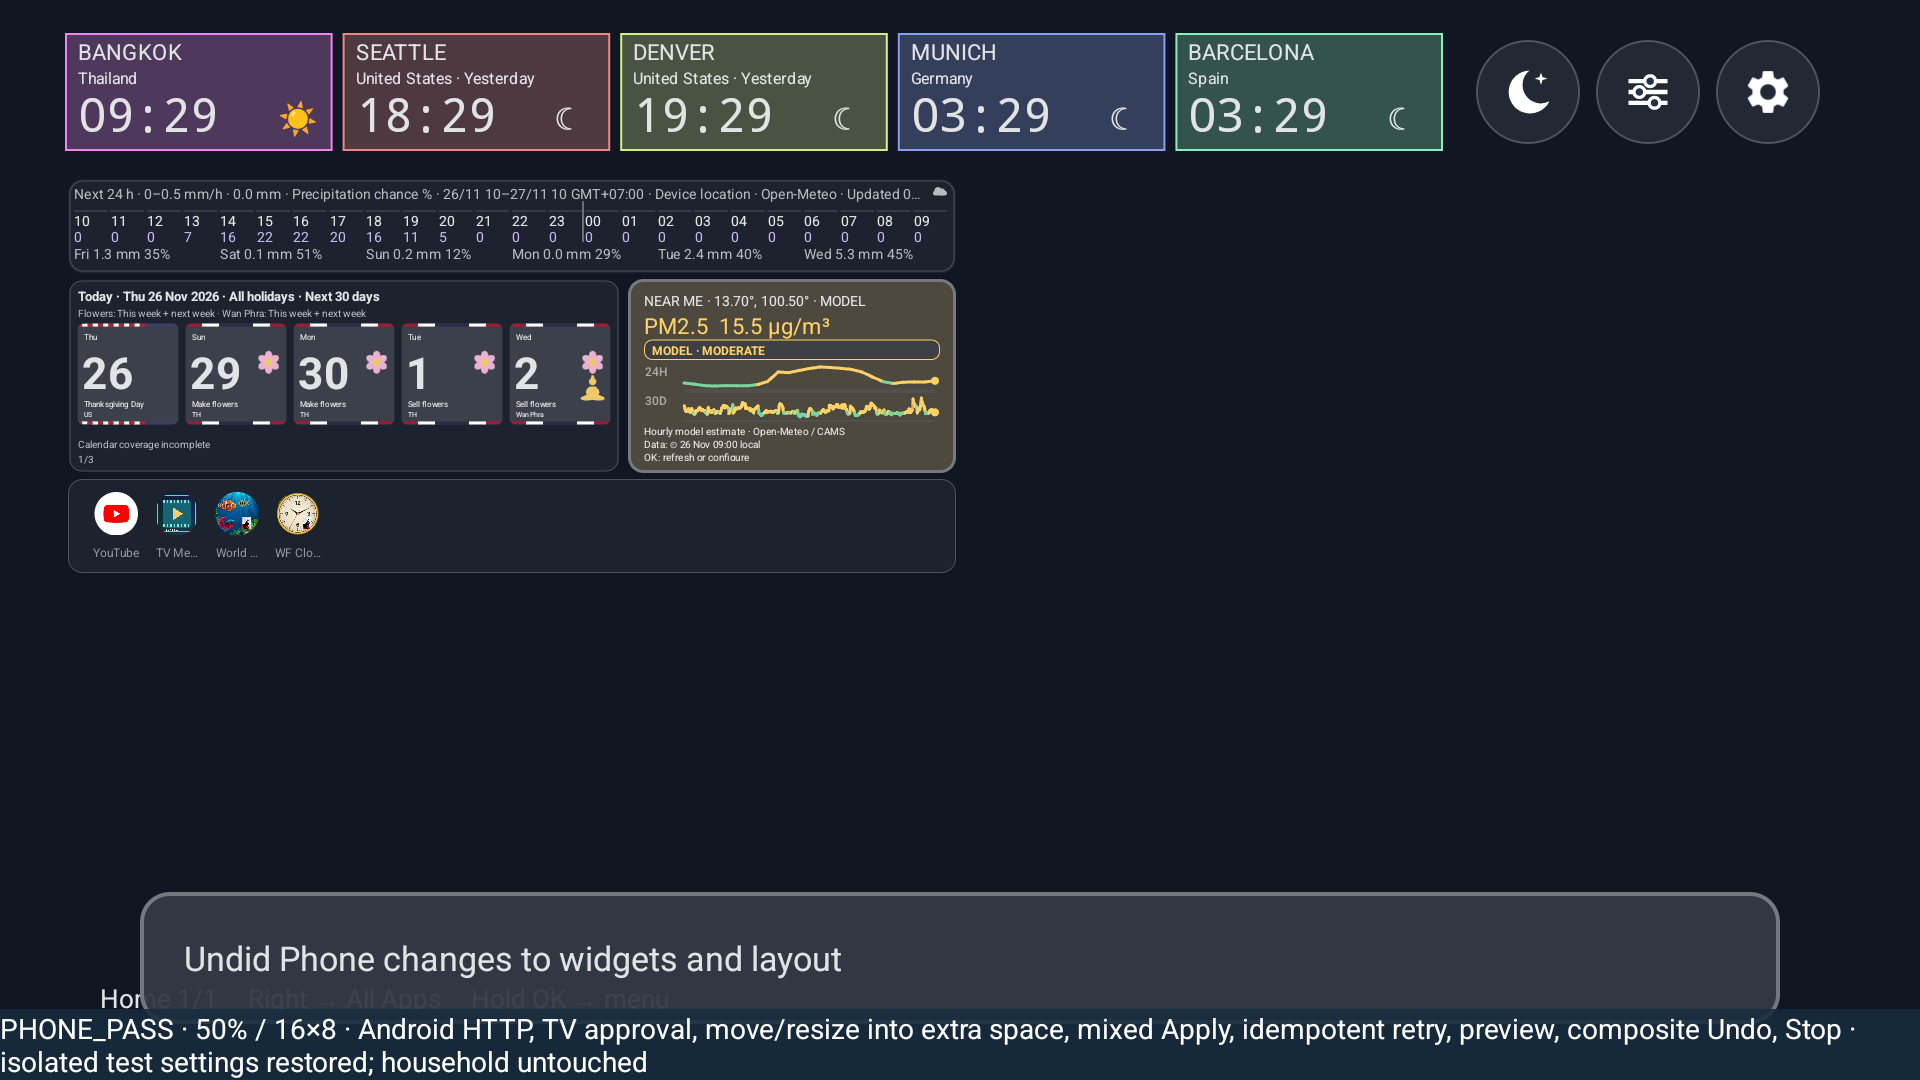 BANGKOK
Thailand
09:29
SEATTLE
United States · Yesterday
18:29
DENVER
United States · Yesterday
19:29
MUNICH
Germany
03:29
BARCELONA
Spain
03:29
Next 24 h · 0–0.5 mm/h · 0.0 mm · Precipitation chance % · 26/11 10–27/11 10 GMT+07:00 · Device location · Open-Meteo · Updated 0…
10 11 12 13 14 15 16 17 18 19 20 21 22 23 00 01 02 03 04 05 06 07 08 09
0 0 0 7 16 22 22 20 16 11 5 0 0 0 0 0 0 0 0 0 0 0 0 0
Fri 1.3 mm 35% Sat 0.1 mm 51% Sun 0.2 mm 12% Mon 0.0 mm 29% Tue 2.4 mm 40% Wed 5.3 mm 45%
Today · Thu 26 Nov 2026 · All holidays · Next 30 days
Flowers: This week + next week · Wan Phra: This week + next week
Thu
26
Thanksgiving Day
US
Sun
29
Make flowers
TH
Mon
30
Make flowers
TH
Tue
1
Sell flowers
TH
Wed
2
Sell flowers
Wan Phra
Calendar coverage incomplete
1/3
NEAR ME · 13.70°, 100.50° · MODEL
PM2.5 15.5 µg/m³
MODEL · MODERATE
24H
30D
Hourly model estimate · Open-Meteo / CAMS
Data: ⊙ 26 Nov 09:00 local
OK: refresh or configure
YouTube
TV Me…
World …
WF Clo…
Undid Phone changes to widgets and layout
Home 1/1 Right → All Apps Hold OK → menu
PHONE_PASS · 50% / 16×8 · Android HTTP, TV approval, move/resize into extra space, mixed Apply, idempotent retry, preview, composite Undo, Stop ·
isolated test settings restored; household untouched